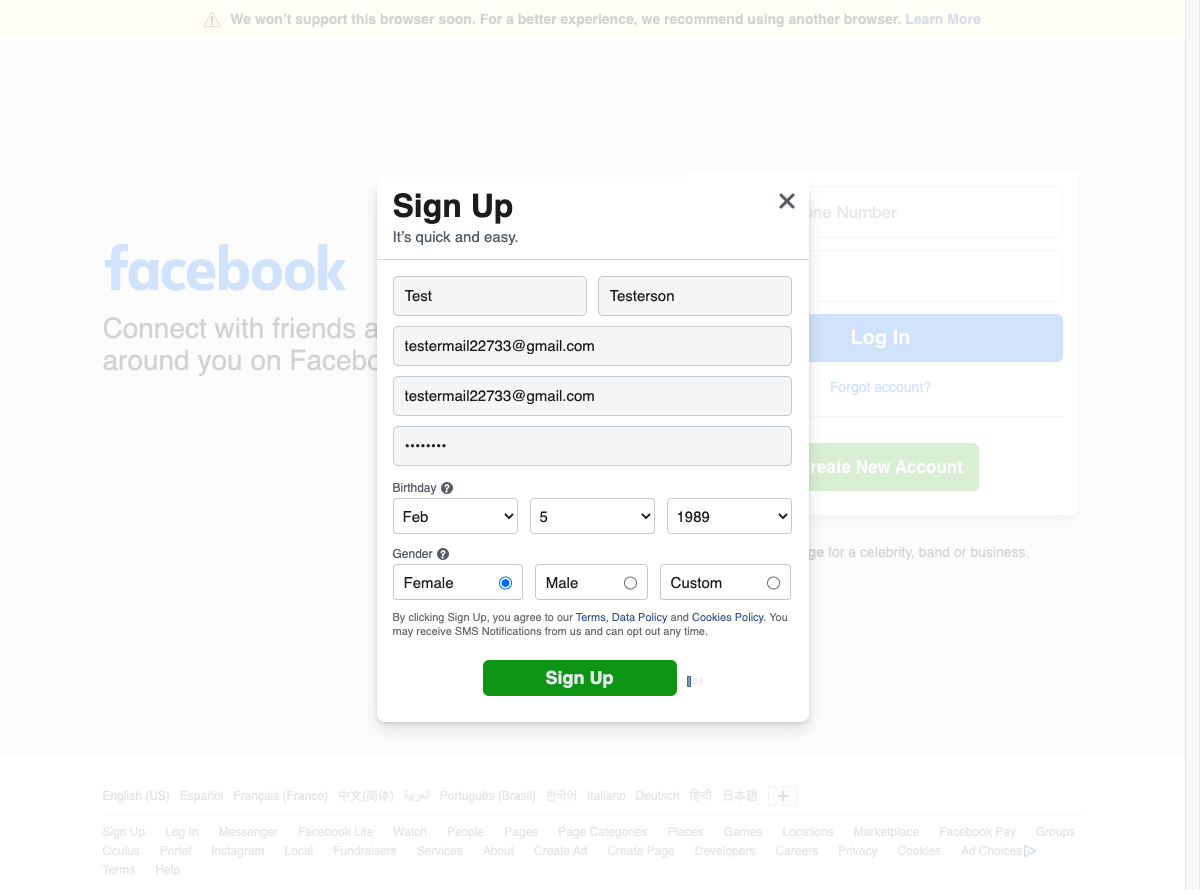 We won't support this browser soon. For a better experience, we recommend using another browser. Learn More
Sign Up
It's quick and easy.
Test Testerson
testermail22733@gmail.com
testermail22733@gmail.com
••••••••
Birthday
Feb 5 1989
Gender
Female Male Custom
By clicking Sign Up, you agree to our Terms, Data Policy and Cookies Policy. You
may receive SMS Notifications from us and can opt out any time.
Sign Up
facebook
Connect with friends a
around you on Facebo
one Number
Log In
Forgot account?
reate New Account
ge for a celebrity, band or business.
English (US) Español Français (France) 中文(简体) العربية Português (Brasil) 한국어 Italiano Deutsch हिन्दी 日本語
Sign Up Log In Messenger Facebook Lite Watch People Pages Page Categories Places Games Locations Marketplace Facebook Pay Groups
Oculus Portal Instagram Local Fundraisers Services About Create Ad Create Page Developers Careers Privacy Cookies Ad Choices
Terms Help